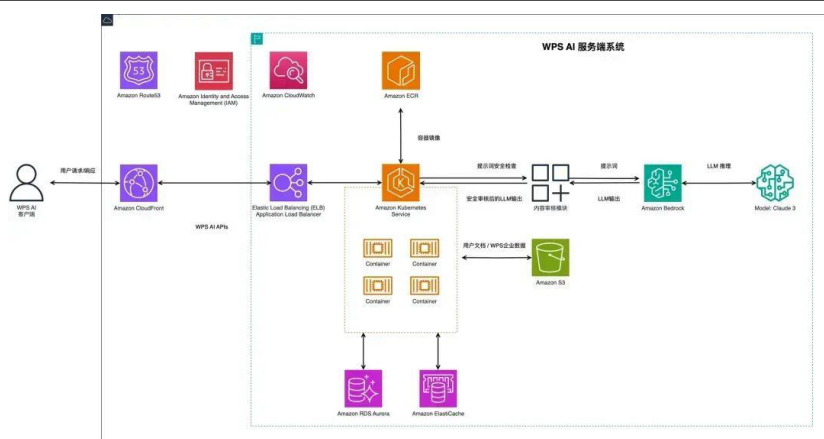 WPS AI 服务端系统
53
Amazon Route53
Amazon Identity and Access
Management (IAM)
Amazon CloudWatch
Amazon ECR
容器镜像
用户请求/响应
WPS AI
客户端
Amazon CloudFront
WPS AI APIs
Elastic Load Balancing (ELB)
Application Load Balancer
Amazon Kubernetes
Service
提示词安全检查
安全审核后的LLM输出
内容审核模块
提示词
LLM输出
Amazon Bedrock
LLM 推理
Model: Claude 3
Container
Container
Container
Container
用户文档 / WPS企业数据
Amazon S3
Amazon RDS Aurora
Amazon ElastiCache